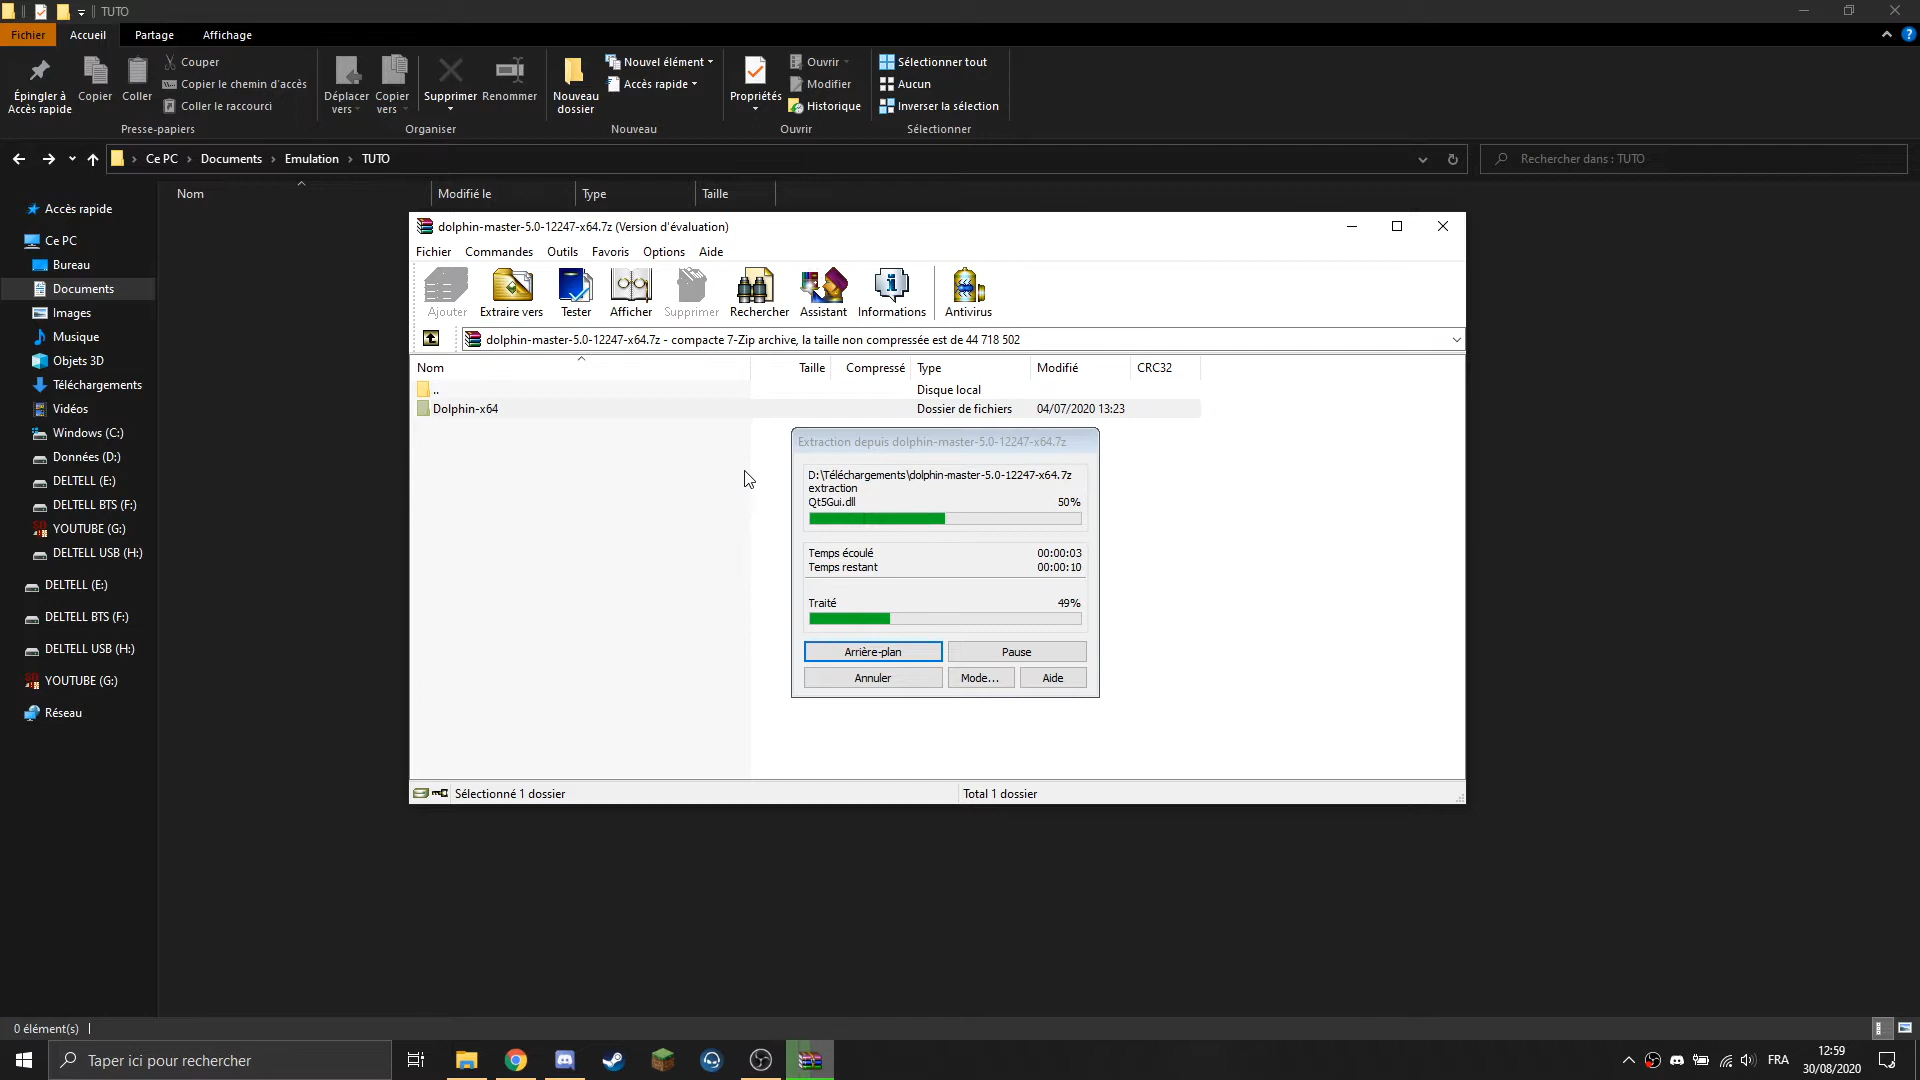 TUTO
Fichier
Accueil
Partage
Affichage
Épingler à
Accès rapide
Copier
Coller
Couper
Copier le chemin d'accès
Coller le raccourci
Presse-papiers
Déplacer
vers
Copier
vers
Supprimer
Renommer
Organiser
Nouveau
dossier
Nouvel élément
Accès rapide
Nouveau
Propriétés
Ouvrir
Modifier
Historique
Ouvrir
Sélectionner tout
Aucun
Inverser la sélection
Sélectionner
Ce PC
Documents
Emulation
TUTO
Rechercher dans : TUTO
Nom
Modifié le
Type
Taille
Accès rapide
Ce PC
Bureau
Documents
Images
Musique
Objets 3D
Téléchargements
Vidéos
Windows (C:)
Données (D:)
DELTELL (E:)
DELTELL BTS (F:)
YOUTUBE (G:)
DELTELL USB (H:)
DELTELL (E:)
DELTELL BTS (F:)
DELTELL USB (H:)
YOUTUBE (G:)
Réseau
dolphin-master-5.0-12247-x64.7z (Version d'évaluation)
Fichier Commandes Outils Favoris Options Aide
Ajouter Extraire vers Tester Afficher Supprimer Rechercher Assistant Informations Antivirus
dolphin-master-5.0-12247-x64.7z - compacte 7-Zip archive, la taille non compressée est de 44 718 502
Nom Taille Compressé Type Modifié CRC32
.. Disque local
Dolphin-x64 Dossier de fichiers 04/07/2020 13:23
Extraction depuis dolphin-master-5.0-12247-x64.7z
D:\Téléchargements\dolphin-master-5.0-12247-x64.7z
extraction
Qt5Gui.dll 50%
Temps écoulé 00:00:03
Temps restant 00:00:10
Traité 49%
Arrière-plan Pause
Annuler Mode... Aide
Sélectionné 1 dossier Total 1 dossier
0 élément(s)
Taper ici pour rechercher
FRA
12:59
30/08/2020